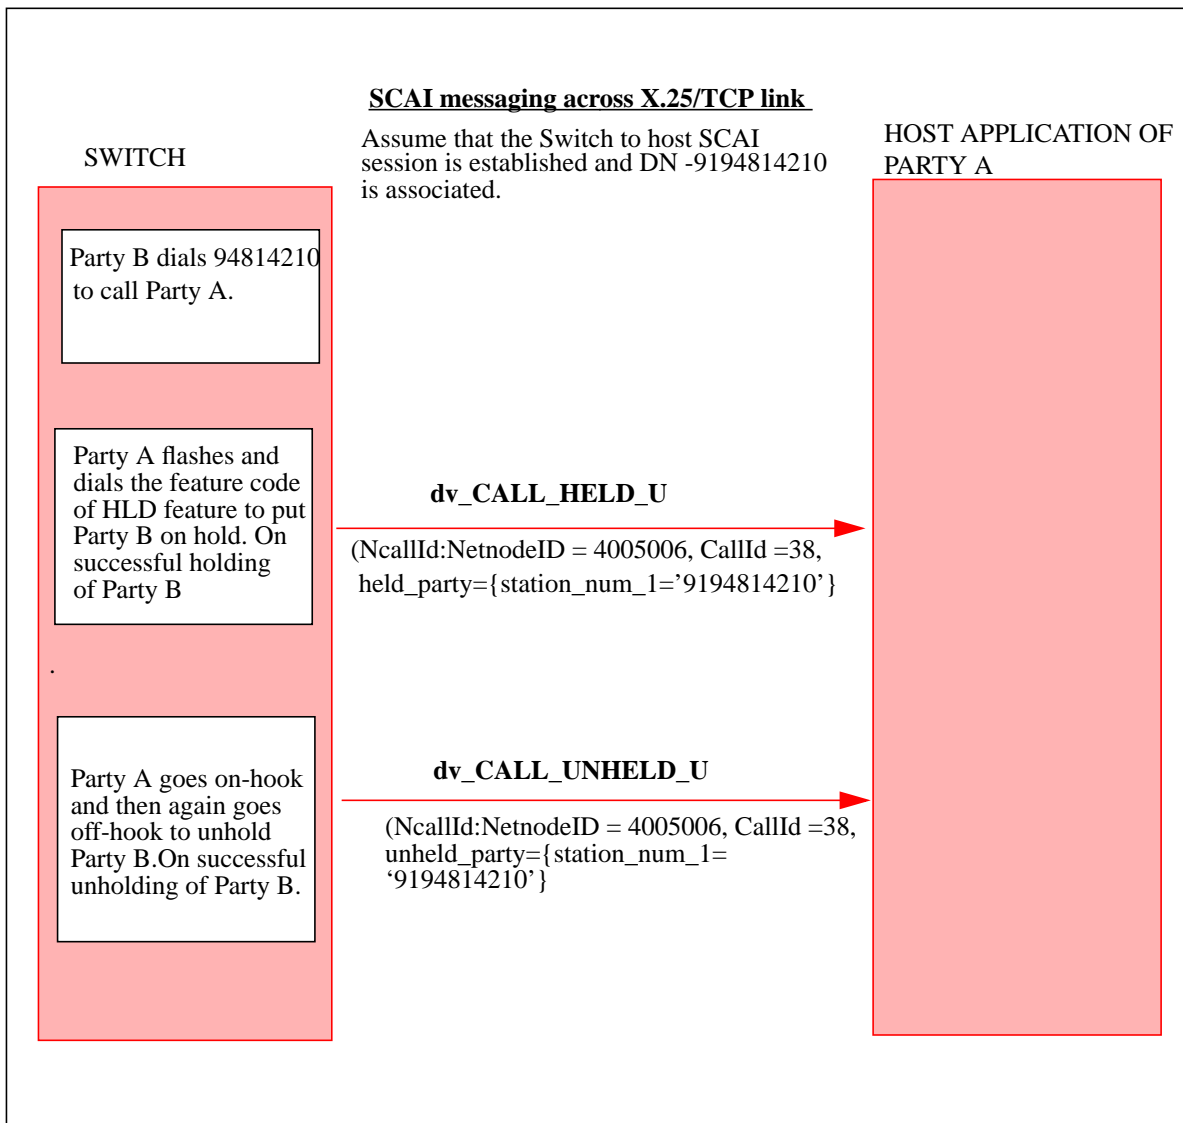 SCAI messaging across X.25/TCP link
Assume that the Switch to host SCAI
session is established and DN -9194814210
is associated.
SWITCH
HOST APPLICATION OF
PARTY A
Party B dials 94814210
to call Party A.
Party A flashes and
dials the feature code
of HLD feature to put
Party B on hold. On
successful holding
of Party B
dv_CALL_HELD_U
(NcallId:NetnodeID = 4005006, CallId =38,
held_party={station_num_1=’9194814210’}
.
Party A goes on-hook
and then again goes
off-hook to unhold
Party B.On successful
unholding of Party B.
dv_CALL_UNHELD_U
(NcallId:NetnodeID = 4005006, CallId =38,
unheld_party={station_num_1=
‘9194814210’}